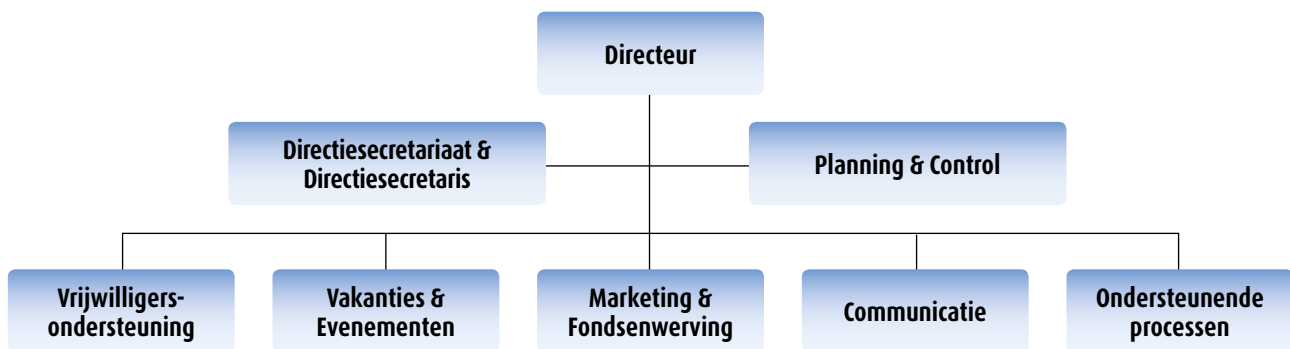 Directeur
Directiesecretariaat &
Directiesecretaris
Planning & Control
Vrijwilligers-
ondersteuning
Vakanties &
Evenementen
Marketing &
Fondsenwerving
Communicatie
Ondersteunende
processen